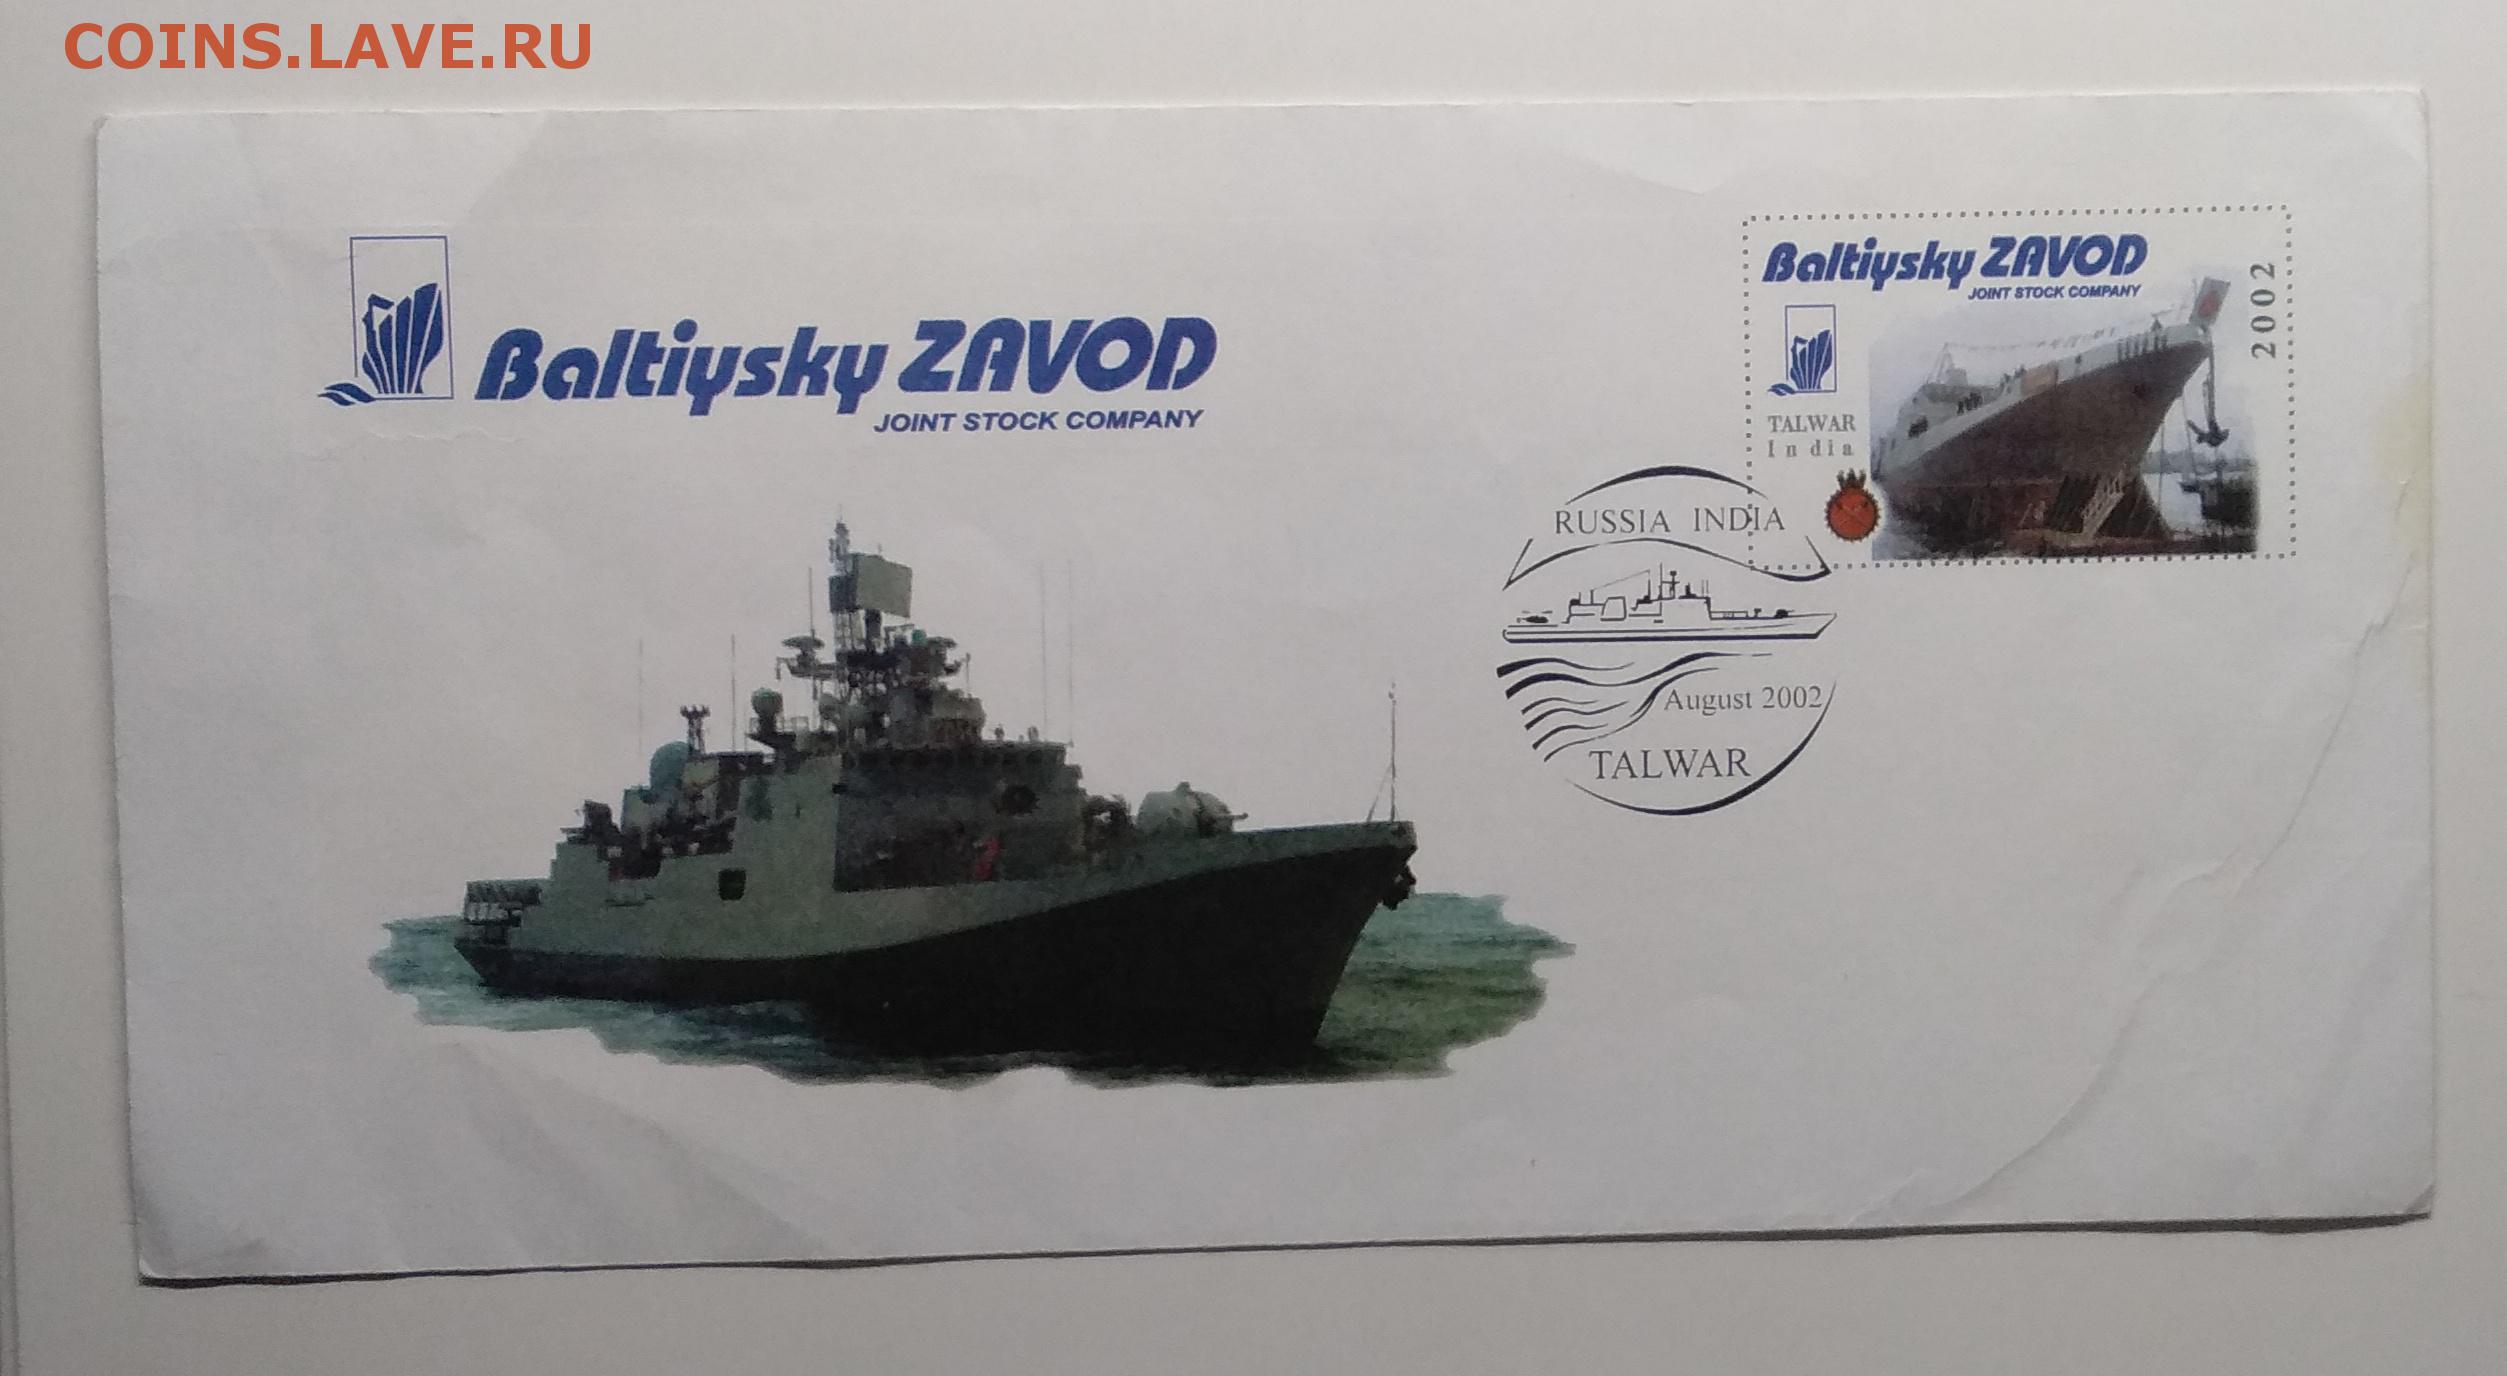 COINS.LAVE.RU
Baltiysky ZAVOD
JOINT STOCK COMPANY
Baltiysky ZAVOD
JOINT STOCK COMPANY
2002
TALWAR
India
RUSSIA INDIA
August 2002
TALWAR